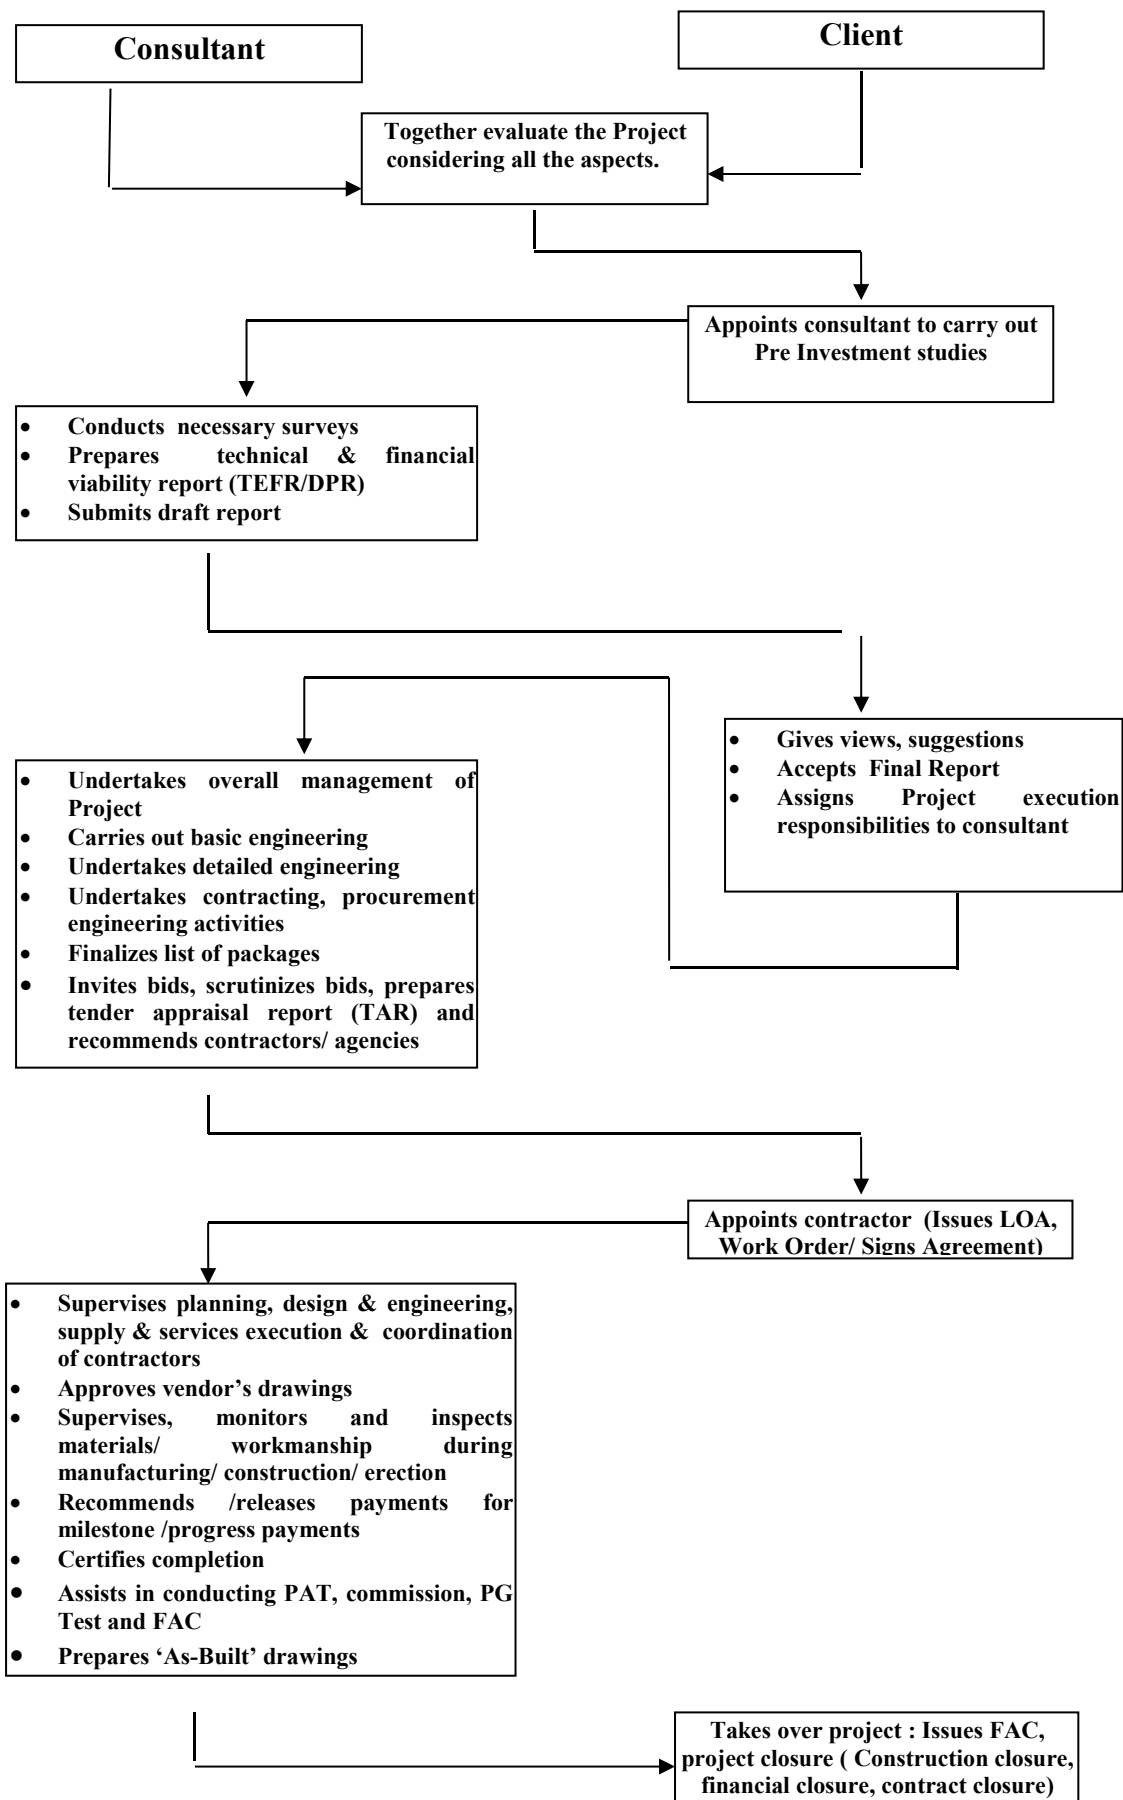 Consultant
Client
Together evaluate the Project
considering all the aspects.
Appoints consultant to carry out
Pre Investment studies
• Conducts necessary surveys
• Prepares technical & financial
viability report (TEFR/DPR)
• Submits draft report
• Gives views, suggestions
• Accepts Final Report
• Assigns Project execution
responsibilities to consultant
• Undertakes overall management of
Project
• Carries out basic engineering
• Undertakes detailed engineering
• Undertakes contracting, procurement
engineering activities
• Finalizes list of packages
• Invites bids, scrutinizes bids, prepares
tender appraisal report (TAR) and
recommends contractors/ agencies
Appoints contractor (Issues LOA,
Work Order/ Signs Agreement)
• Supervises planning, design & engineering,
supply & services execution & coordination
of contractors
• Approves vendor’s drawings
• Supervises, monitors and inspects
materials/ workmanship during
manufacturing/ construction/ erection
• Recommends /releases payments for
milestone /progress payments
• Certifies completion
• Assists in conducting PAT, commission, PG
Test and FAC
• Prepares ‘As-Built’ drawings
Takes over project : Issues FAC,
project closure ( Construction closure,
financial closure, contract closure)